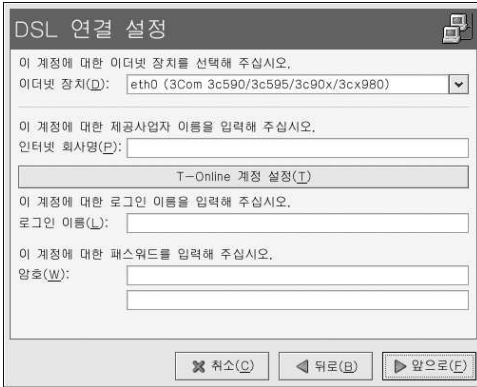 DSL 연결 설정
이 계정에 대한 이더넷 장치를 선택해 주십시오.
이더넷 장치(D): eth0 (3Com 3c590/3c595/3c90x/3cx980)
이 계정에 대한 제공사업자 이름을 입력해 주십시오.
인터넷 회사명(P):
T-Online 계정 설정(T)
이 계정에 대한 로그인 이름을 입력해 주십시오.
로그인 이름(L):
이 계정에 대한 패스워드를 입력해 주십시오.
암호(W):
취소(C) 뒤로(B) 앞으로(F)